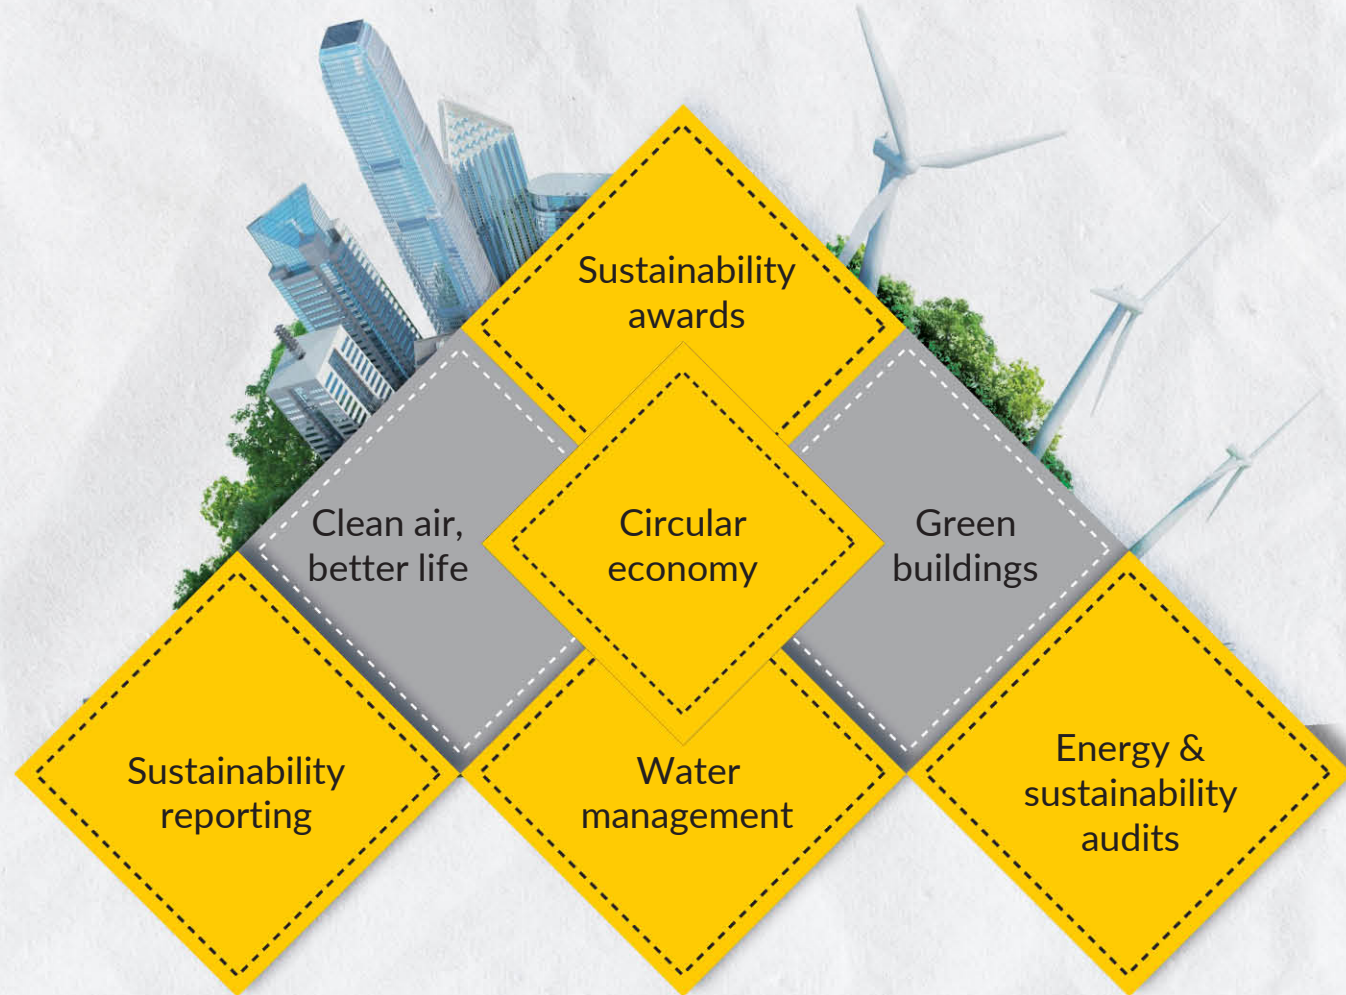 Sustainability
awards
Clean air,
better life
Circular
economy
Green
buildings
Sustainability
reporting
Water
management
Energy &
sustainability
audits